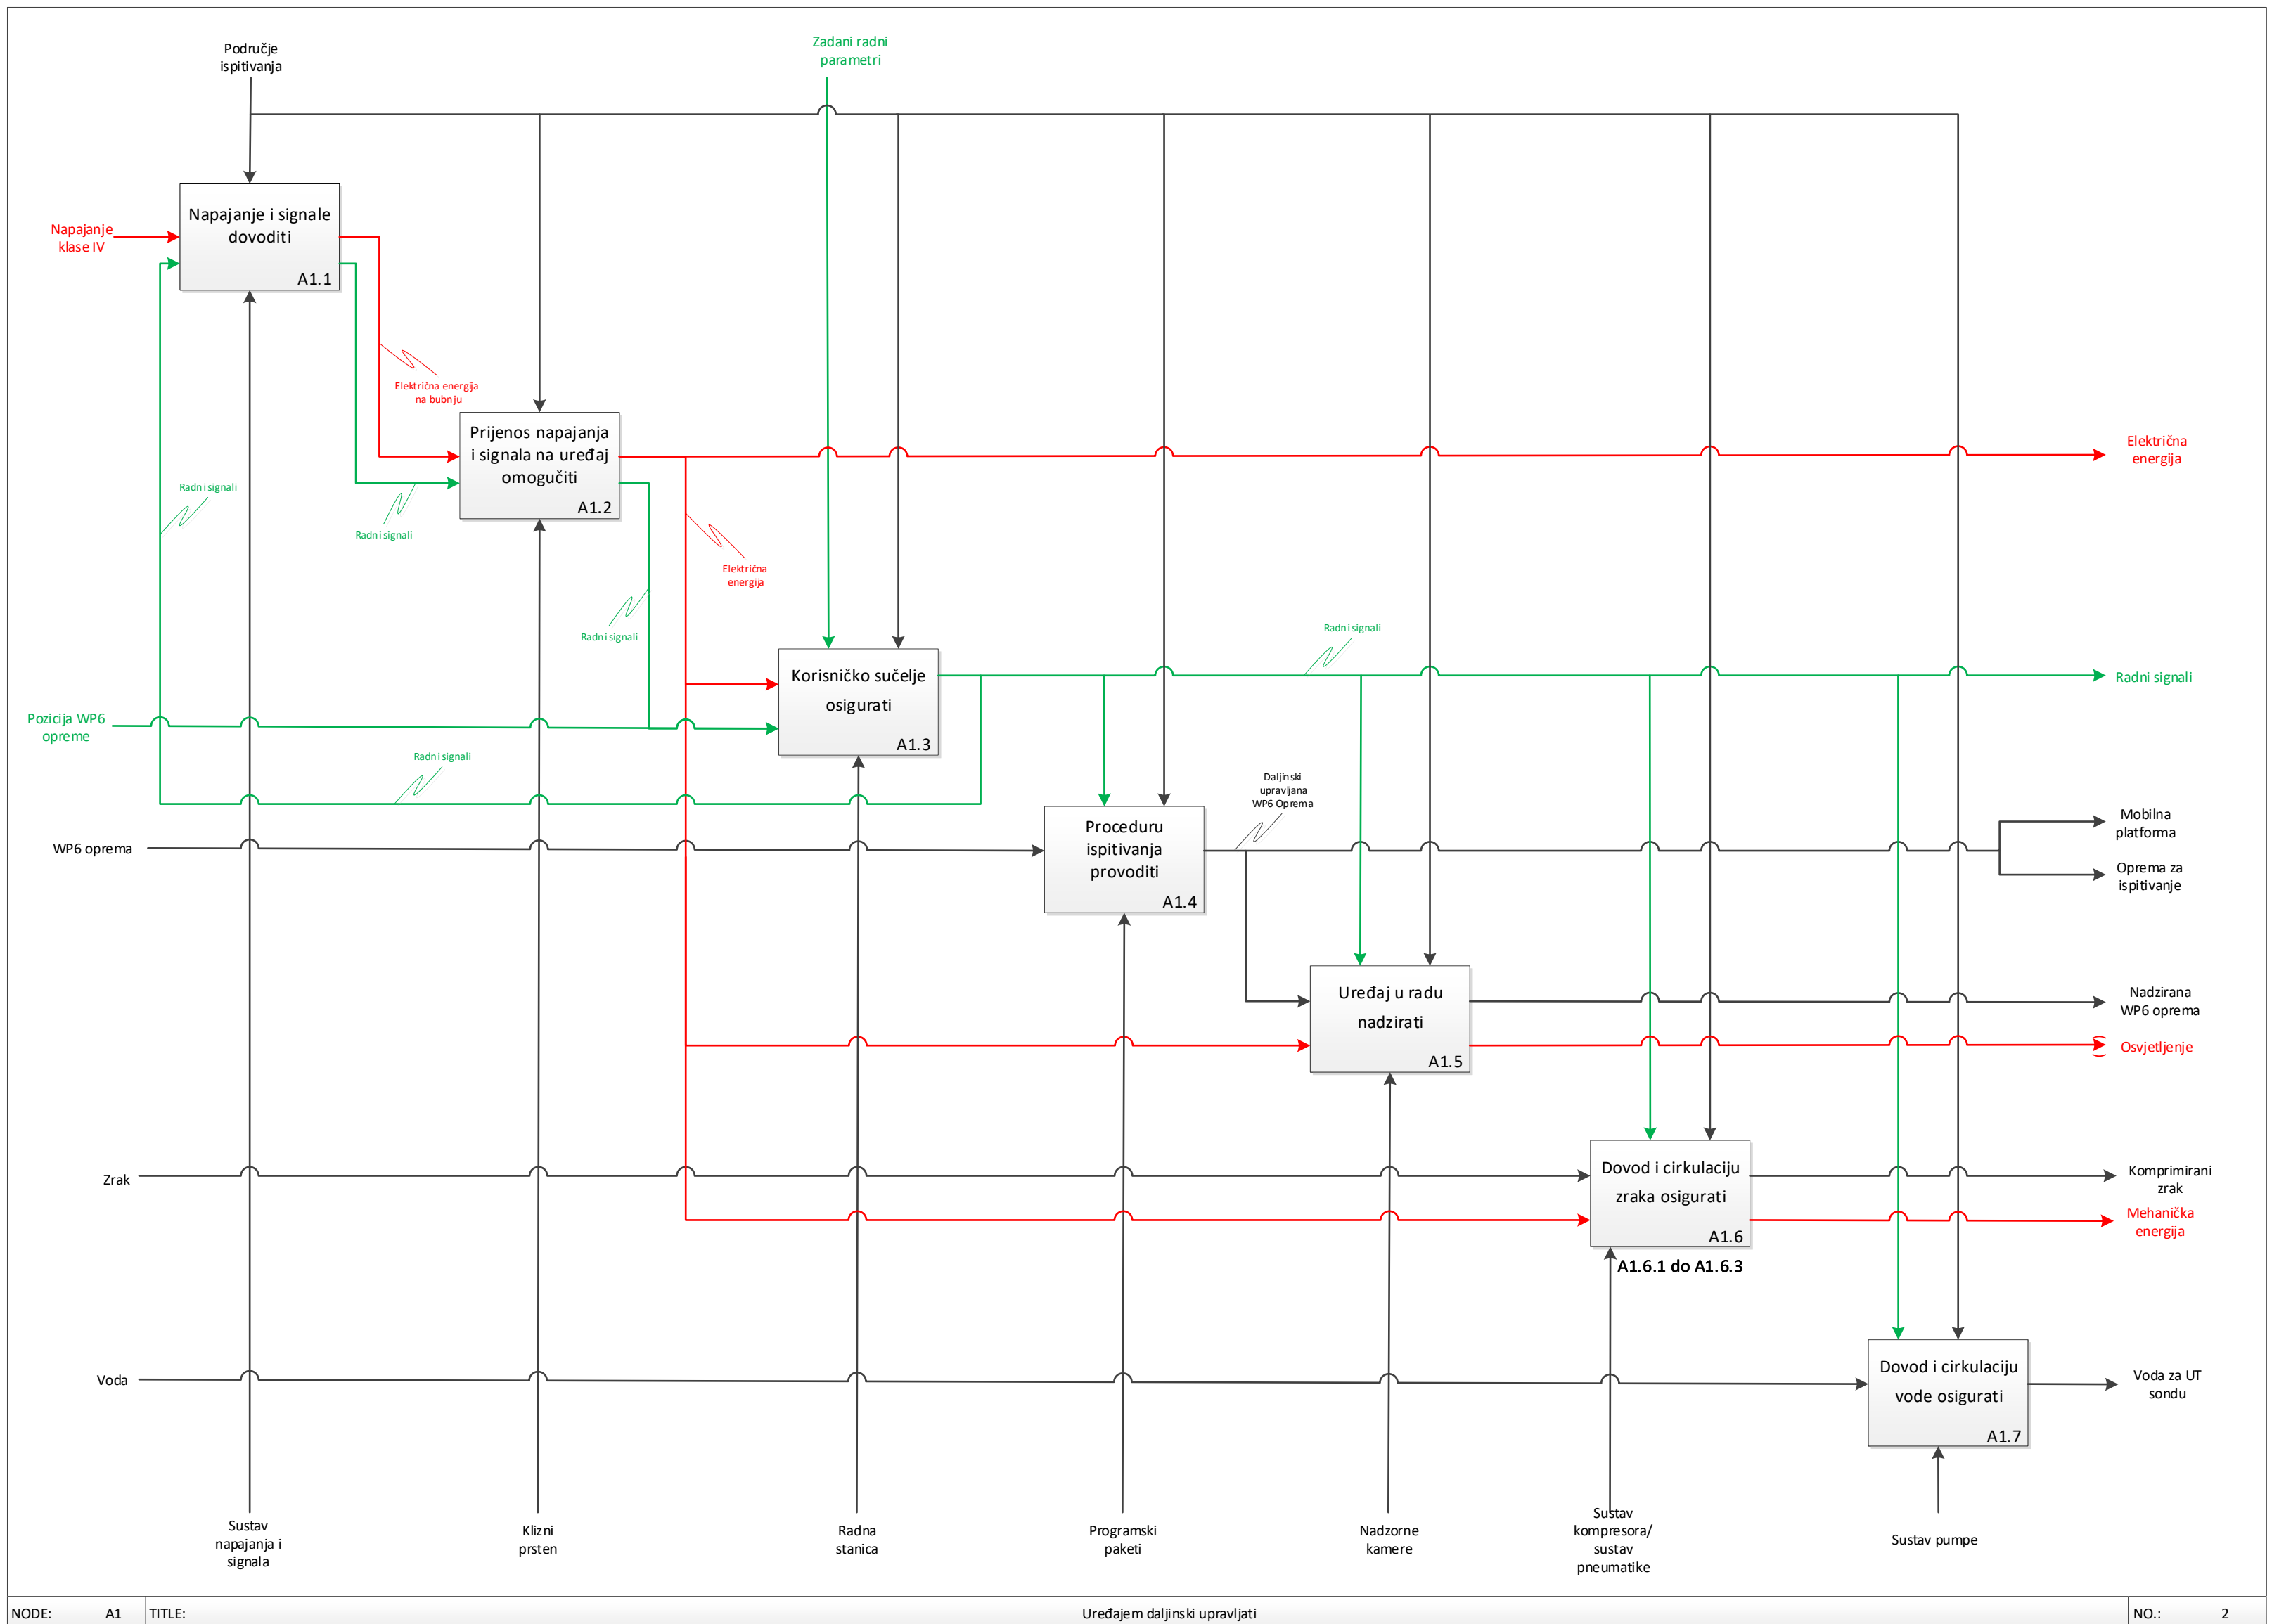 Područje
ispitivanja
Zadani radni
parametri
Napajanje i signale
dovoditi
A1.1
Napajanje
klase IV
Električna energija
na bubnju
Prijenos napajanja
i signala na uređaj
omogučiti
A1.2
Električna
energija
Radni signali
Radni signali
Električna
energija
Radni signali
Radni signali
Korisničko sučelje
osigurati
A1.3
Radni signali
Pozicija WP6
opreme
Radni signali
Daljinski
upravljana
WP6 Oprema
WP6 oprema
Proceduru
ispitivanja
provoditi
A1.4
Mobilna
platforma
Oprema za
ispitivanje
Uređaj u radu
nadzirati
A1.5
Nadzirana
WP6 oprema
Osvjetljenje
Zrak
Dovod i cirkulaciju
zraka osigurati
A1.6
A1.6.1 do A1.6.3
Komprimirani
zrak
Mehanička
energija
Voda
Dovod i cirkulaciju
vode osigurati
A1.7
Voda za UT
sondu
Sustav
napajanja i
signala
Klizni
prsten
Radna
stanica
Programski
paketi
Nadzorne
kamere
Sustav
kompresora/
sustav
pneumatike
Sustav pumpe
NODE: A1 TITLE: Uređajem daljinski upravljati NO.: 2